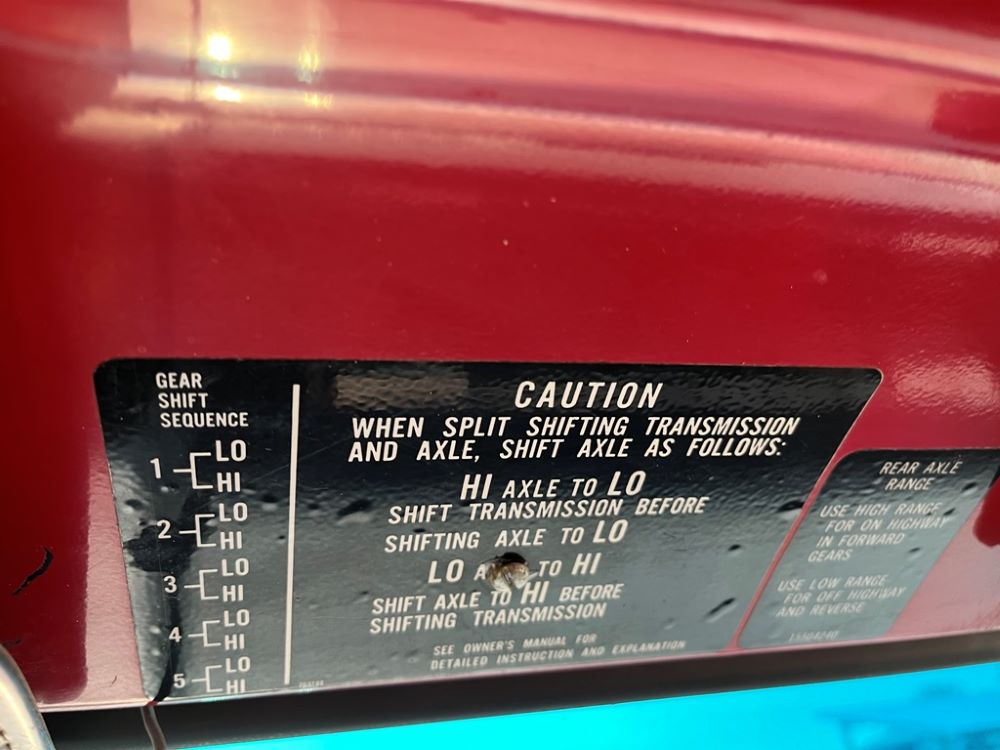 GEAR
SHIFT
SEQUENCE
1 LO
HI
2 LO
HI
3 LO
HI
4 LO
HI
5 LO
HI
CAUTION
WHEN SPLIT SHIFTING TRANSMISSION
AND AXLE, SHIFT AXLE AS FOLLOWS:
HI AXLE TO LO
SHIFT TRANSMISSION BEFORE
SHIFTING AXLE TO LO
LO TO HI
SHIFT AXLE TO HI BEFORE
SHIFTING TRANSMISSION
SEE OWNER'S MANUAL FOR
DETAILED INSTRUCTION AND EXPLANATION
REAR AXLE
RANGE
USE HIGH RANGE
FOR ON HIGHWAY
IN FORWARD
GEARS
USE LOW RANGE
FOR OFF HIGHWAY
AND REVERSE
15504240